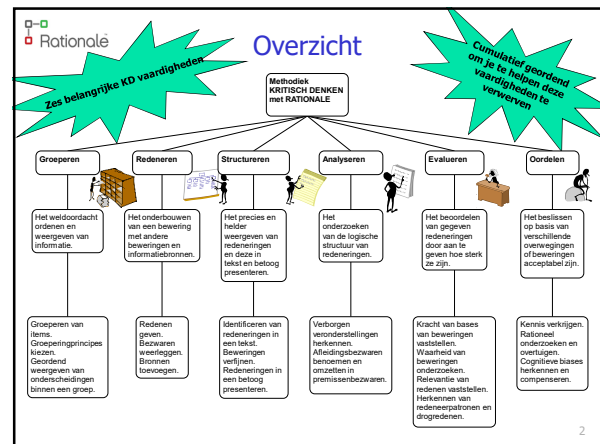 Rationale
Overzicht
Zes belangrijke KD vaardigheden
Cumulatief geordend
om je te helpen deze
vaardigheden te
verwerven
Methodiek
KRITISCH DENKEN
met RATIONALE
Groeperen
Redeneren
Structureren
Analyseren
Evalueren
Oordelen
Het weldoordacht
ordenen en
weergeven van
informatie.
Het onderbouwen
van een bewering
met andere
beweringen en
informatiebronnen.
Het precies en
helder
weergeven van
redeneringen
en deze in
tekst en betoog
presenteren.
Het
onderzoeken
van de logische
structuur van
redeneringen.
Het beoordelen
van gegeven
redeneringen
door aan te
geven hoe sterk
ze zijn.
Het beslissen
op basis van
verschillende
overwegingen
of beweringen
acceptabel zijn.
Groeperen van
items.
Groeperingprincipes
kiezen.
Geordend
weergeven van
onderscheidingen
binnen een groep.
Redenen
geven.
Bezwaren
weerleggen.
Bronnen
toevoegen.
Identificeren van
redeneringen in
een tekst.
Beweringen
verfijnen.
Redeneringen in
een betoog
presenteren.
Verborgen
veronderstellingen
herkennen.
Afleidingsbezwaren
benoemen en
omzetten in
premissenbezwaren.
Kracht van bases
van beweringen
vaststellen.
Waarheid van
beweringen
onderzoeken.
Relevantie van
redenen vaststellen.
Herkennen van
redeneerpatronen en
drogredenen.
Kennis verkrijgen.
Rationeel
onderzoeken en
overtuigen.
Cognitieve biases
herkennen en
compenseren.
2